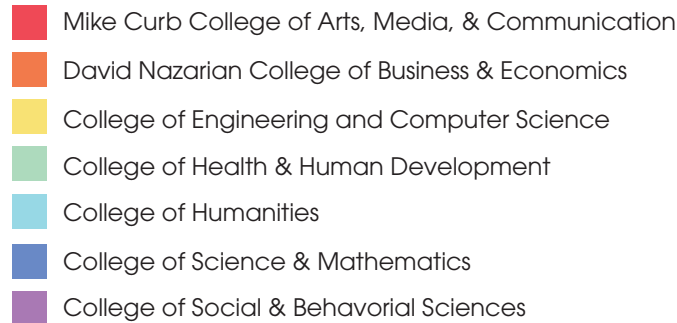 Mike Curb College of Arts, Media, & Communication
David Nazarian College of Business & Economics
College of Engineering and Computer Science
College of Health & Human Development
College of Humanities
College of Science & Mathematics
College of Social & Behavorial Sciences